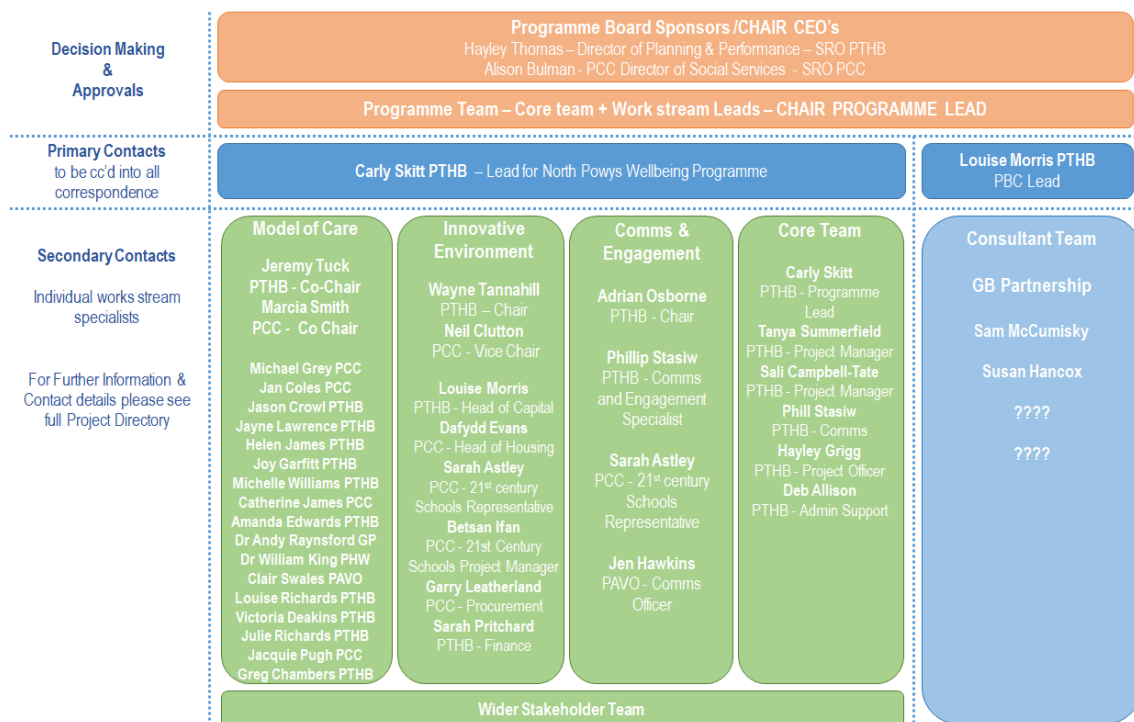 Decision Making
&
Approvals
Programme Board Sponsors /CHAIR CEO's
Hayley Thomas – Director of Planning & Performance – SRO PTHB
Alison Bulman - PCC Director of Social Services - SRO PCC
Programme Team – Core team + Work stream Leads – CHAIR PROGRAMME LEAD
Primary Contacts
to be cc'd into all
correspondence
Carly Skitt PTHB – Lead for North Powys Wellbeing Programme
Louise Morris PTHB
PBC Lead
Secondary Contacts
Individual works stream
specialists
For Further Information &
Contact details please see
full Project Directory
Model of Care
Jeremy Tuck
PTHB - Co-Chair
Marcia Smith
PCC - Co Chair
Michael Grey PCC
Jan Coles PCC
Jason Crowl PTHB
Jayne Lawrence PTHB
Helen James PTHB
Joy Garfitt PTHB
Michelle Williams PTHB
Catherine James PCC
Amanda Edwards PTHB
Dr Andy Raynsford GP
Dr William King PHW
Clair Swales PAVO
Louise Richards PTHB
Victoria Deakins PTHB
Julie Richards PTHB
Jacquie Pugh PCC
Greg Chambers PTHB
Innovative
Environment
Wayne Tannahill
PTHB – Chair
Neil Clutton
PCC - Vice Chair
Louise Morris
PTHB - Head of Capital
Dafydd Evans
PCC - Head of Housing
Sarah Astley
PCC - 21st century
Schools Representative
Betsan Ifan
PCC - 21st Century
Schools Project Manager
Garry Leatherland
PCC - Procurement
Sarah Pritchard
PTHB - Finance
Comms &
Engagement
Adrian Osborne
PTHB - Chair
Phillip Stasiw
PTHB - Comms
and Engagement
Specialist
Sarah Astley
PCC - 21st century
Schools
Representative
Jen Hawkins
PAVO - Comms
Officer
Core Team
Carly Skitt
PTHB - Programme
Lead
Tanya Summerfield
PTHB - Project Manager
Sali Campbell-Tate
PTHB - Project Manager
Phill Stasiw
PTHB - Comms
Hayley Grigg
PTHB - Project Officer
Deb Allison
PTHB - Admin Support
Consultant Team
GB Partnership
Sam McCumisky
Susan Hancox
????
????
Wider Stakeholder Team